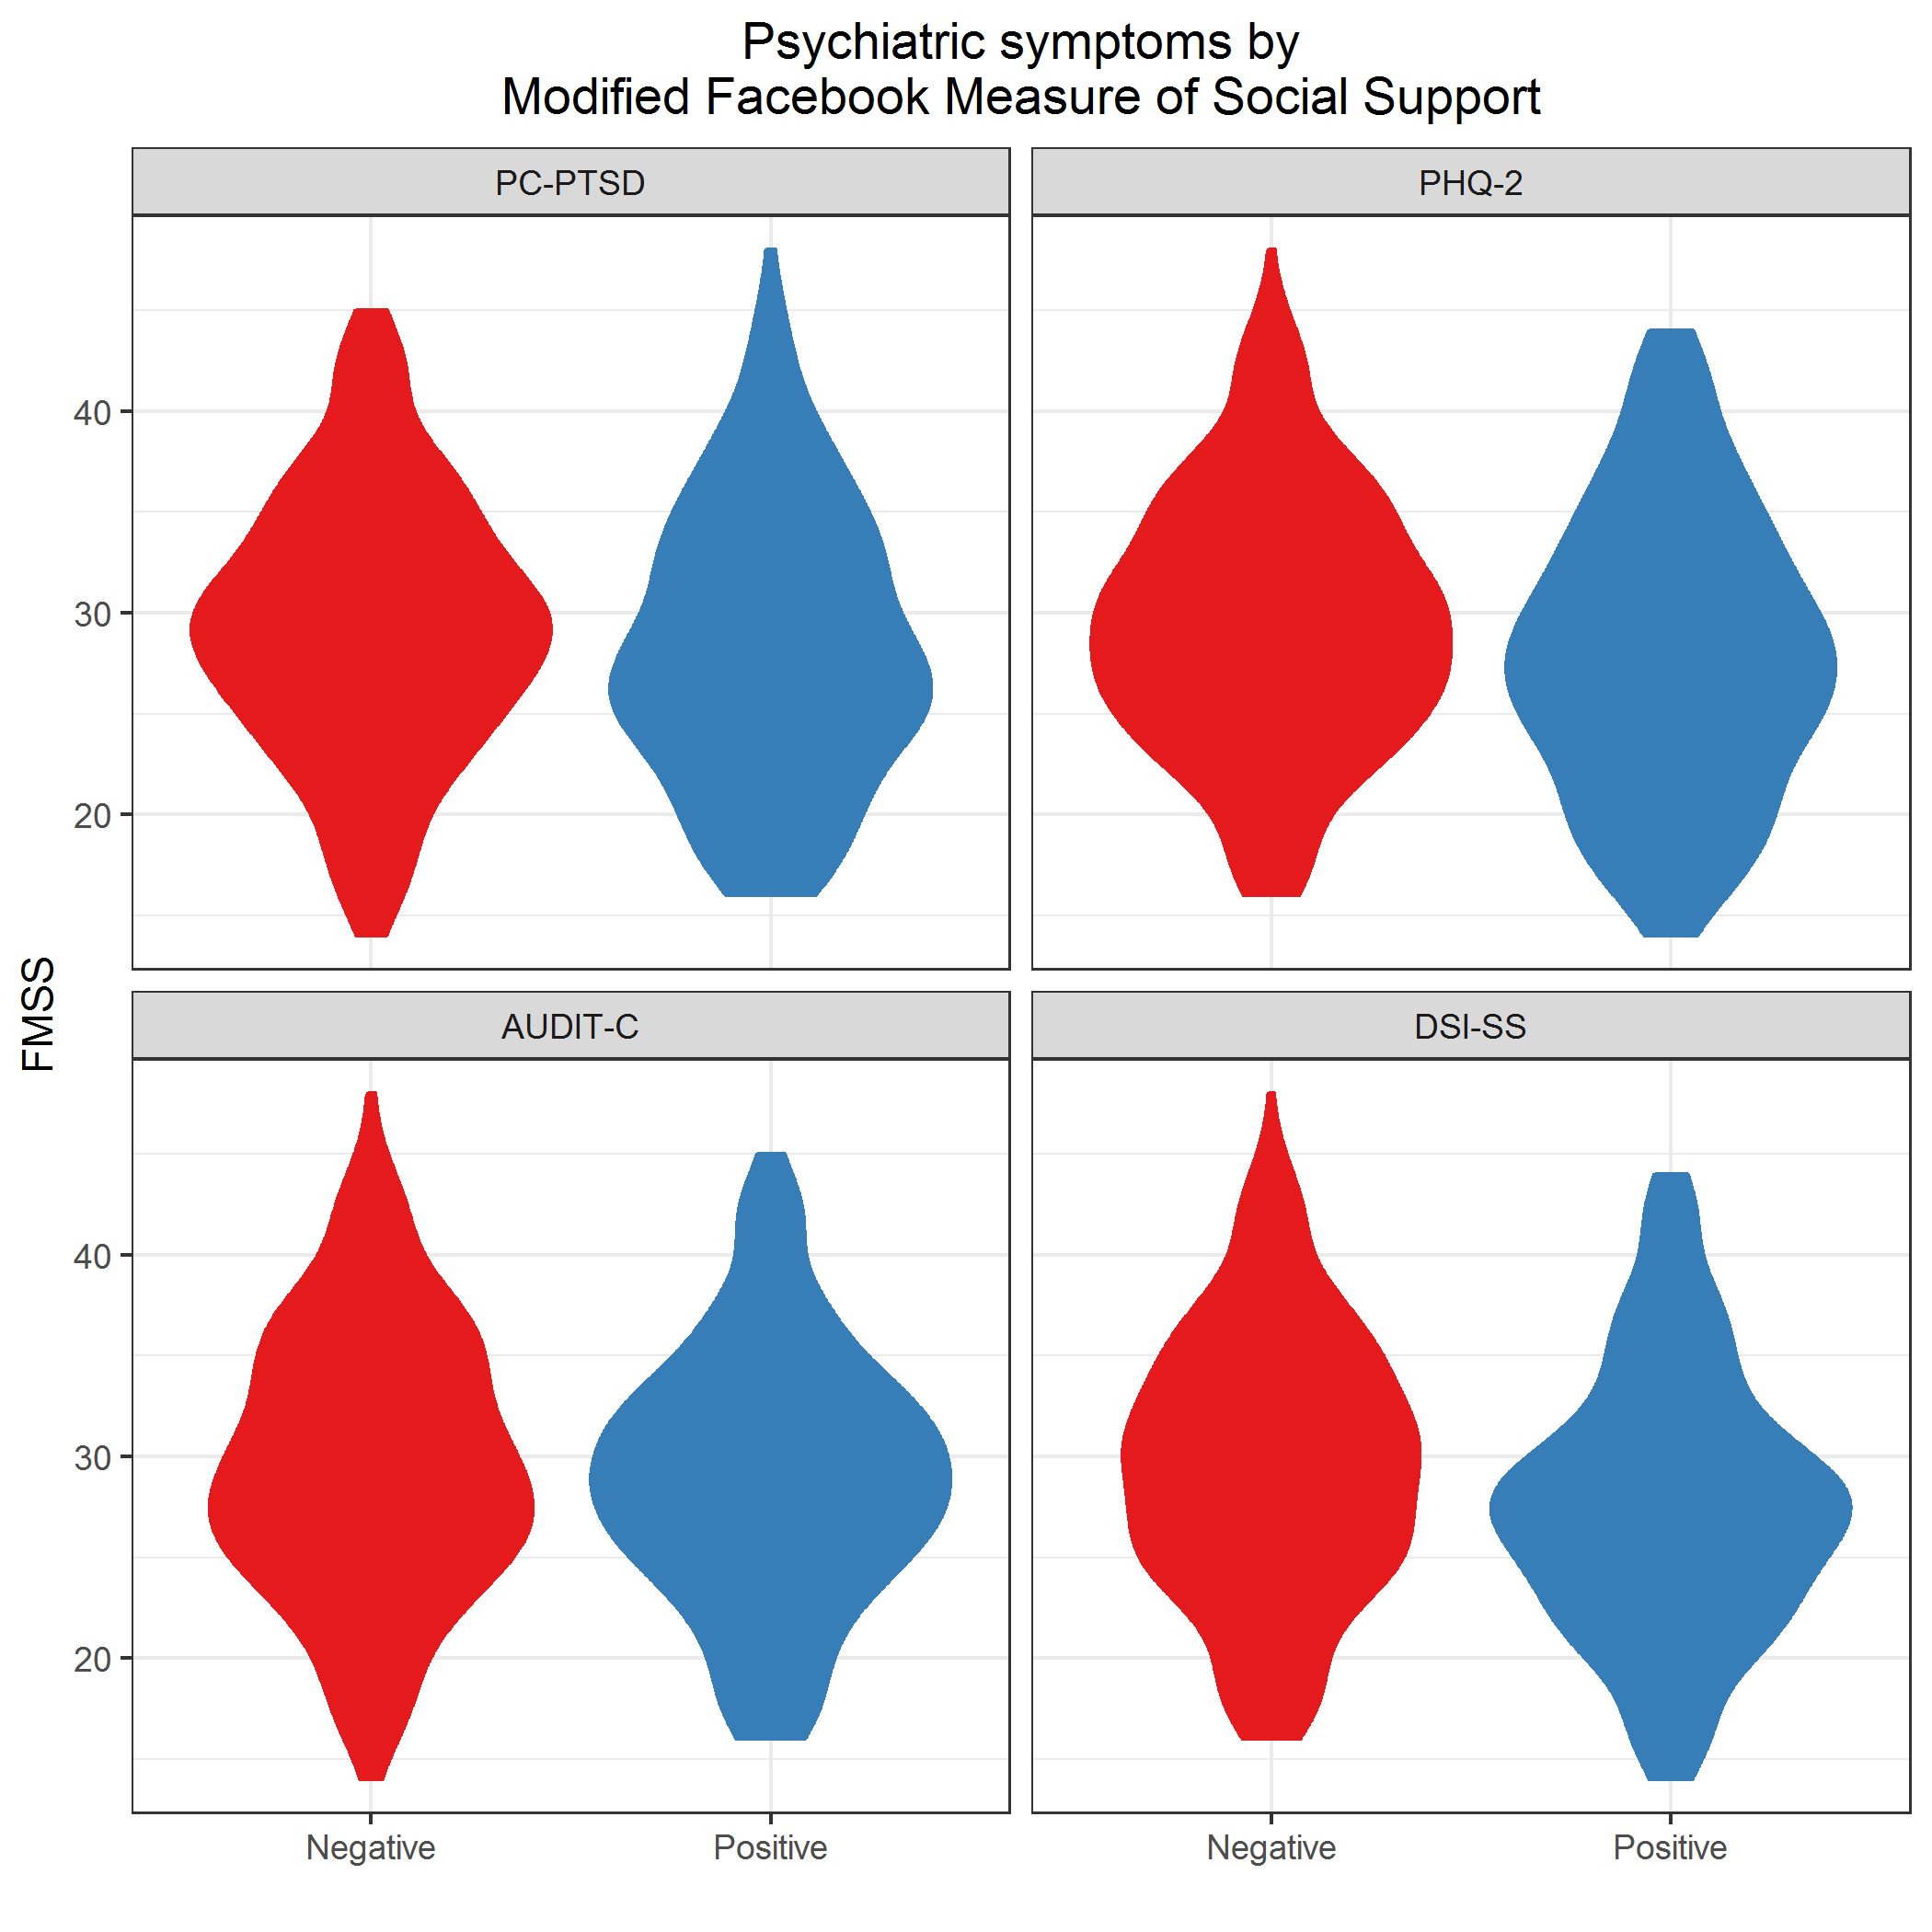 Psychiatric symptoms by
Modified Facebook Measure of Social Support
PC-PTSD
PHQ-2
40
30
20
FMSS
AUDIT-C
DSI-SS
40
30
20
Negative
Positive
Negative
Positive